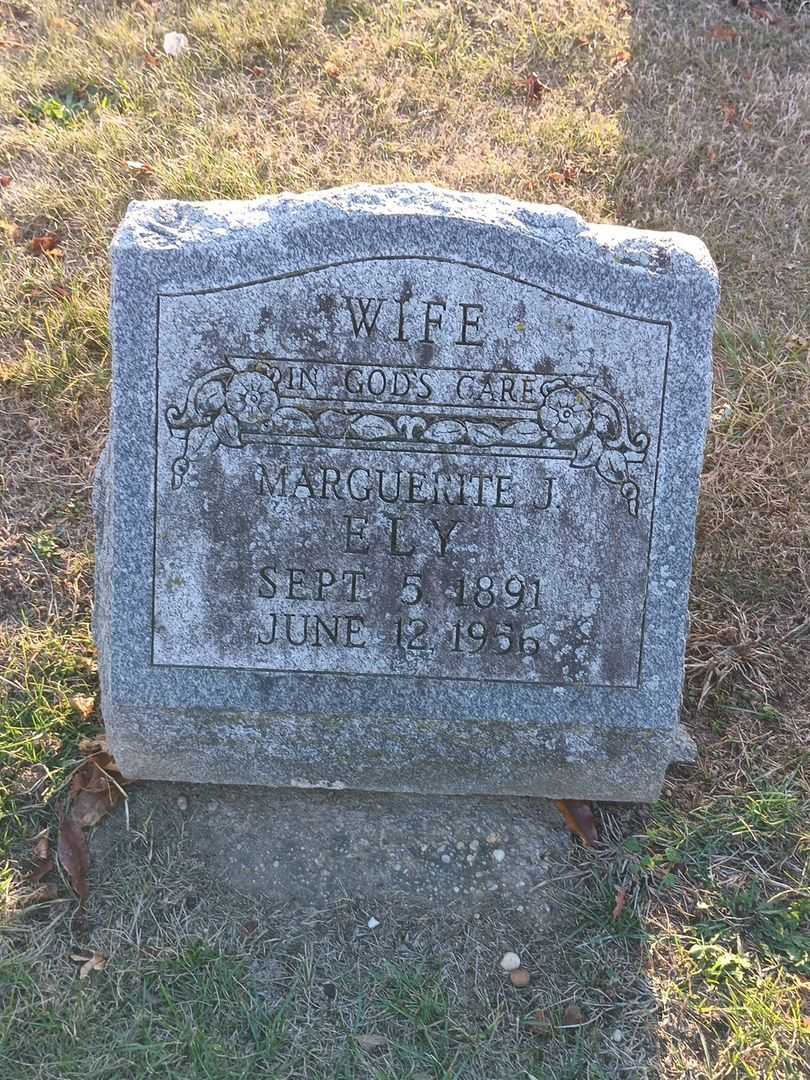 WIFE
IN GOD'S CARE
MARGUERITE J.
ELY
SEPT. 5, 1891
JUNE 12, 1956